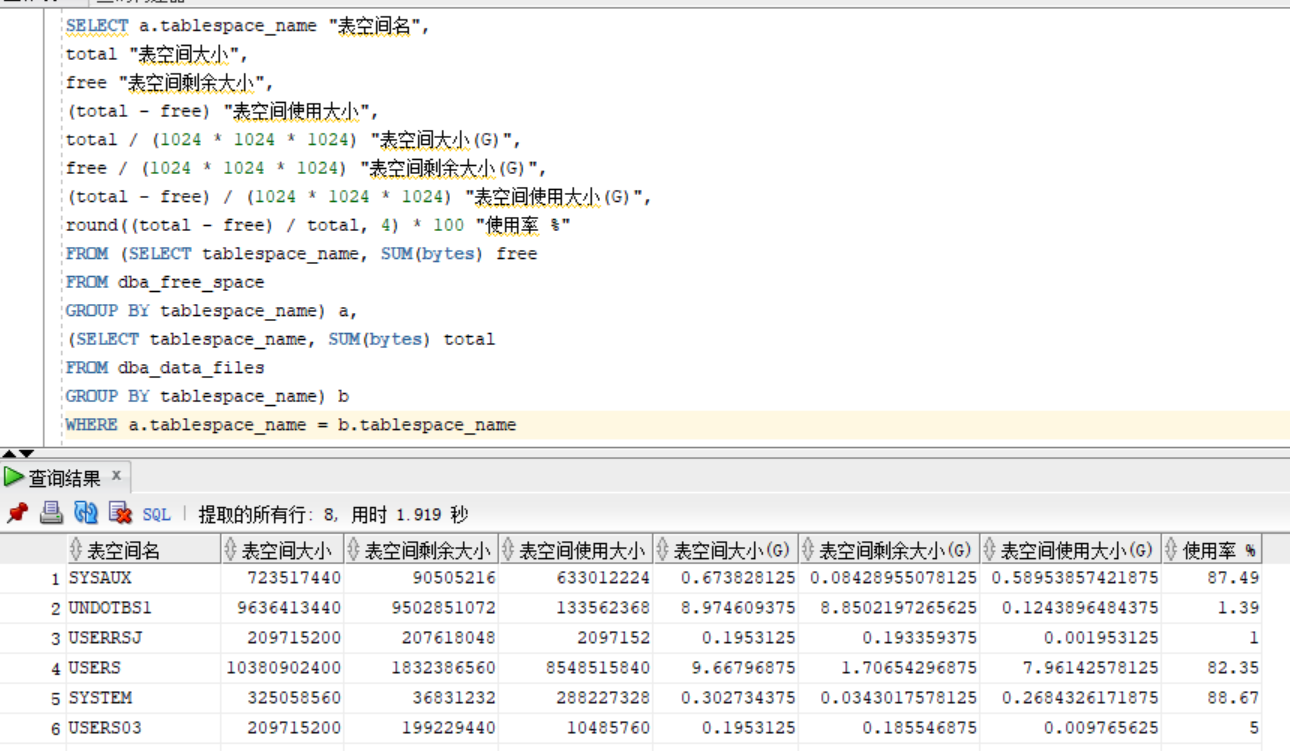 SELECT a.tablespace_name "表空间名",
total "表空间大小",
free "表空间剩余大小",
(total - free) "表空间使用大小",
total / (1024 * 1024 * 1024) "表空间大小(G)",
free / (1024 * 1024 * 1024) "表空间剩余大小(G)",
(total - free) / (1024 * 1024 * 1024) "表空间使用大小(G)",
round((total - free) / total, 4) * 100 "使用率 %"
FROM (SELECT tablespace_name, SUM(bytes) free
FROM dba_free_space
GROUP BY tablespace_name) a,
(SELECT tablespace_name, SUM(bytes) total
FROM dba_data_files
GROUP BY tablespace_name) b
WHERE a.tablespace_name = b.tablespace_name
查询结果 x
SQL | 提取的所有行: 8, 用时 1.919 秒
表空间名 表空间大小 表空间剩余大小 表空间使用大小 表空间大小(G) 表空间剩余大小(G) 表空间使用大小(G) 使用率 %
1 SYSAUX 723517440 90505216 633012224 0.673828125 0.08428955078125 0.58953857421875 87.49
2 UNDOTBS1 9636413440 9502851072 133562368 8.974609375 8.8502197265625 0.1243896484375 1.39
3 USERRSJ 209715200 207618048 2097152 0.1953125 0.193359375 0.001953125 1
4 USERS 10380902400 1832386560 8548515840 9.66796875 1.70654296875 7.96142578125 82.35
5 SYSTEM 325058560 36831232 288227328 0.302734375 0.0343017578125 0.2684326171875 88.67
6 USERS03 209715200 199229440 10485760 0.1953125 0.185546875 0.009765625 5